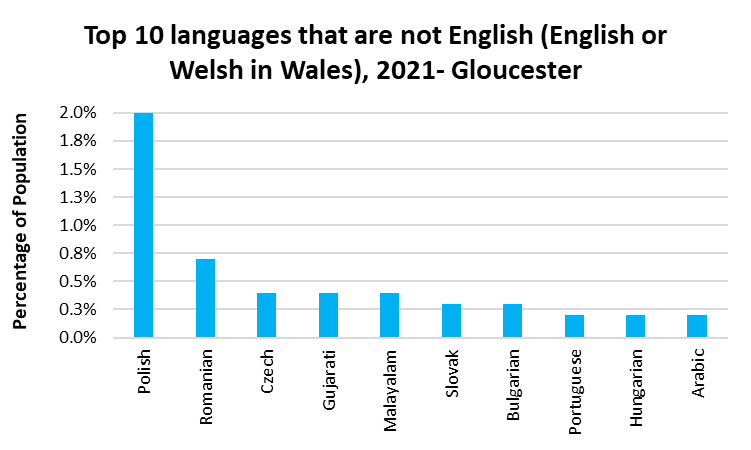 Top 10 languages that are not English (English or
Welsh in Wales), 2021- Gloucester
Percentage of Population
2.0%
1.8%
1.5%
1.3%
1.0%
0.8%
0.5%
0.3%
0.0%
Polish
Romanian
Czech
Gujarati
Malayalam
Slovak
Bulgarian
Portuguese
Hungarian
Arabic